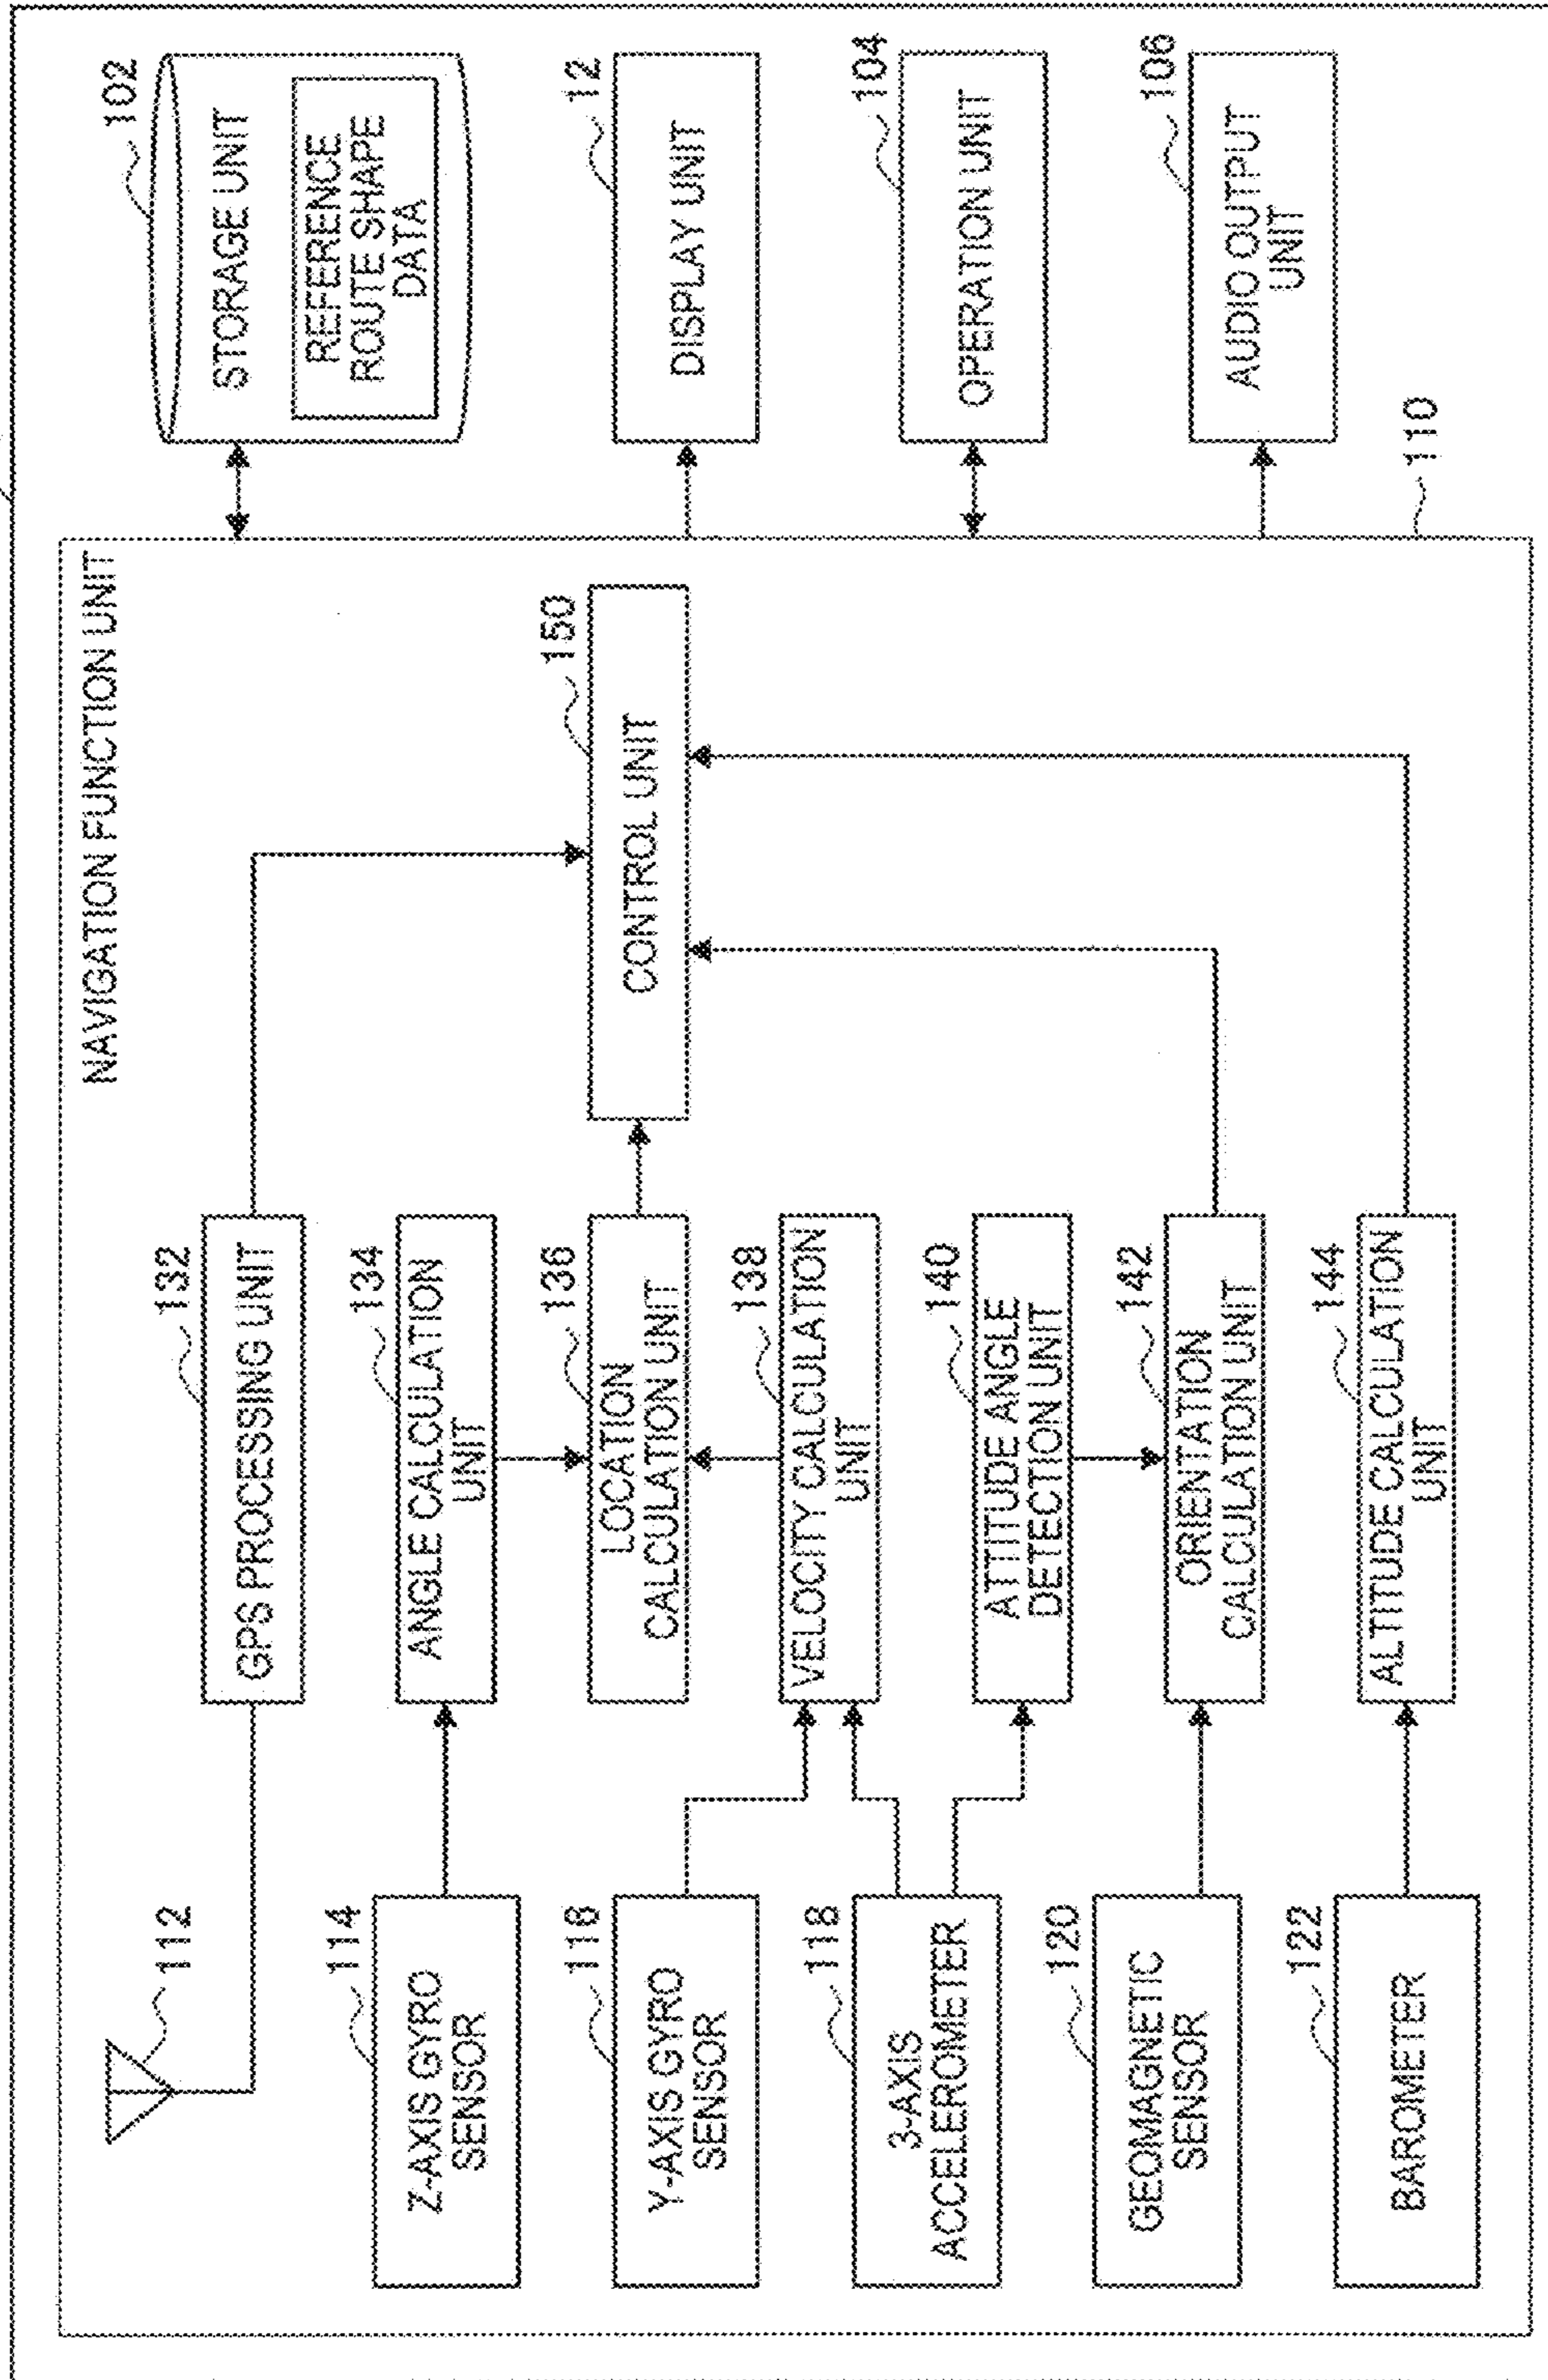 NAVIGATION FUNCTION UNIT
112
132
GPS PROCESSING UNIT
102
STORAGE UNIT
REFERENCE
ROUTE SHAPE
DATA
114
Z-AXIS GYRO
SENSOR
134
ANGLE CALCULATION
UNIT
118
Y-AXIS GYRO
SENSOR
136
LOCATION
CALCULATION UNIT
150
CONTROL UNIT
12
DISPLAY UNIT
138
VELOCITY CALCULATION
UNIT
118
3-AXIS
ACCELEROMETER
140
ATTITUDE ANGLE
DETECTION UNIT
104
OPERATION UNIT
120
GEOMAGNETIC
SENSOR
142
ORIENTATION
CALCULATION UNIT
106
AUDIO OUTPUT
UNIT
122
BAROMETER
144
ALTITUDE CALCULATION
UNIT
110